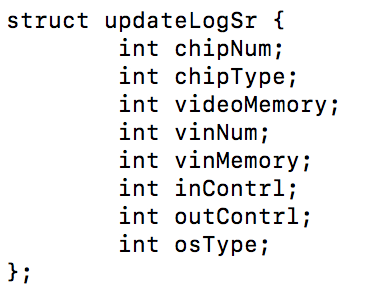 struct updateLogSr {
        int chipNum;
        int chipType;
        int videoMemory;
        int vinNum;
        int vinMemory;
        int inContrl;
        int outContrl;
        int osType;
};